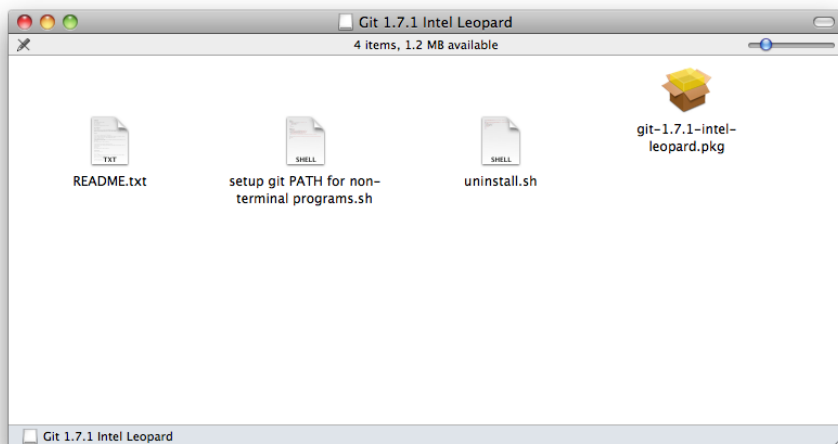 Git 1.7.1 Intel Leopard
4 items, 1.2 MB available
TXT
README.txt
SHELL
setup git PATH for non-
terminal programs.sh
SHELL
uninstall.sh
git-1.7.1-intel-
leopard.pkg
Git 1.7.1 Intel Leopard